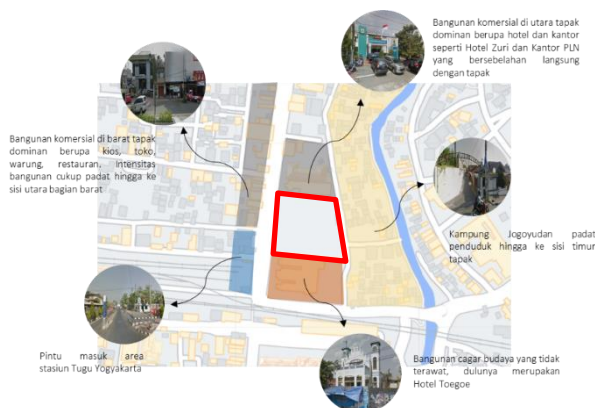 Bangunan komersial di utara tapak
dominan berupa hotel dan kantor
seperti Hotel Zuri dan Kantor PLN
yang bersebelahan langsung
dengan tapak
Bangunan komersial di barat tapak
dominan berupa kios, toko,
warung, restauran. Intensitas
bangunan cukup padat hingga ke
sisi utara bagian barat
Kampung Jogoyudan padat
penduduk hingga ke sisi timur
tapak
Pintu masuk area
stasiun Tugu Yogyakarta
Bangunan cagar budaya yang tidak
terawat, dulunya merupakan
Hotel Toegoe